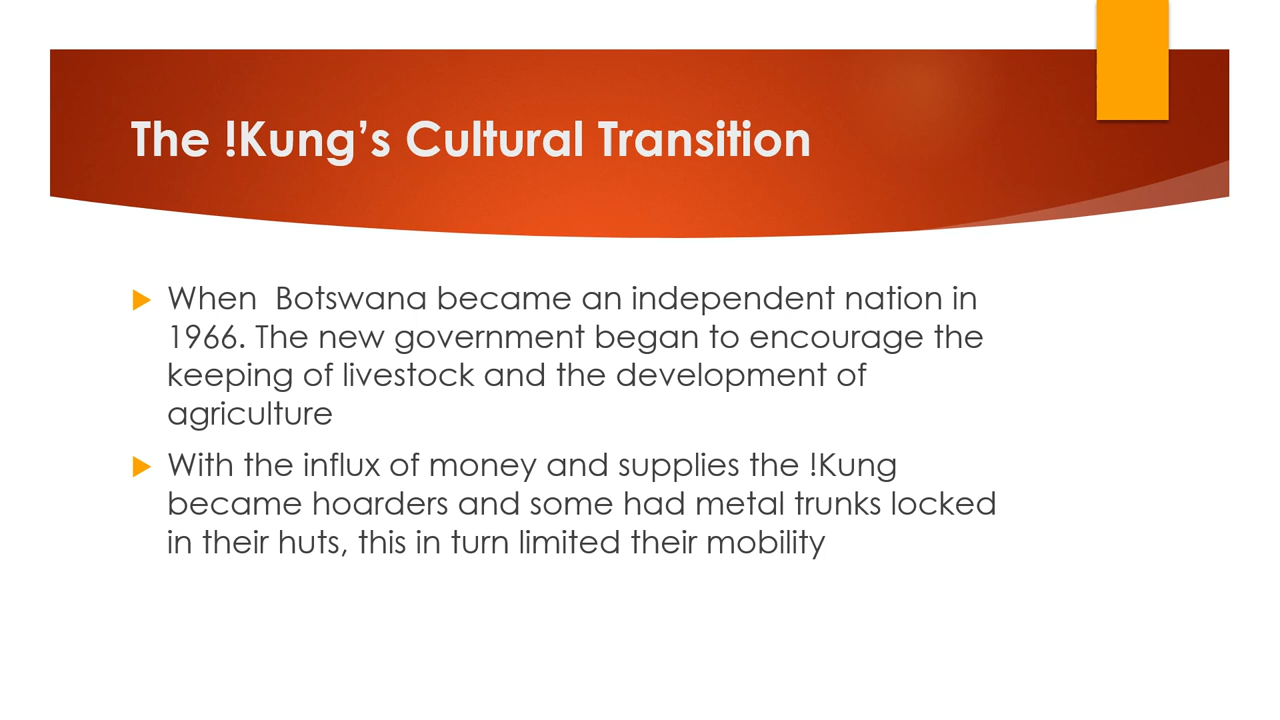 The !Kung’s Cultural Transition
When  Botswana became an independent nation in
1966. The new government began to encourage the
keeping of livestock and the development of
agriculture
With the influx of money and supplies the !Kung
became hoarders and some had metal trunks locked
in their huts, this in turn limited their mobility